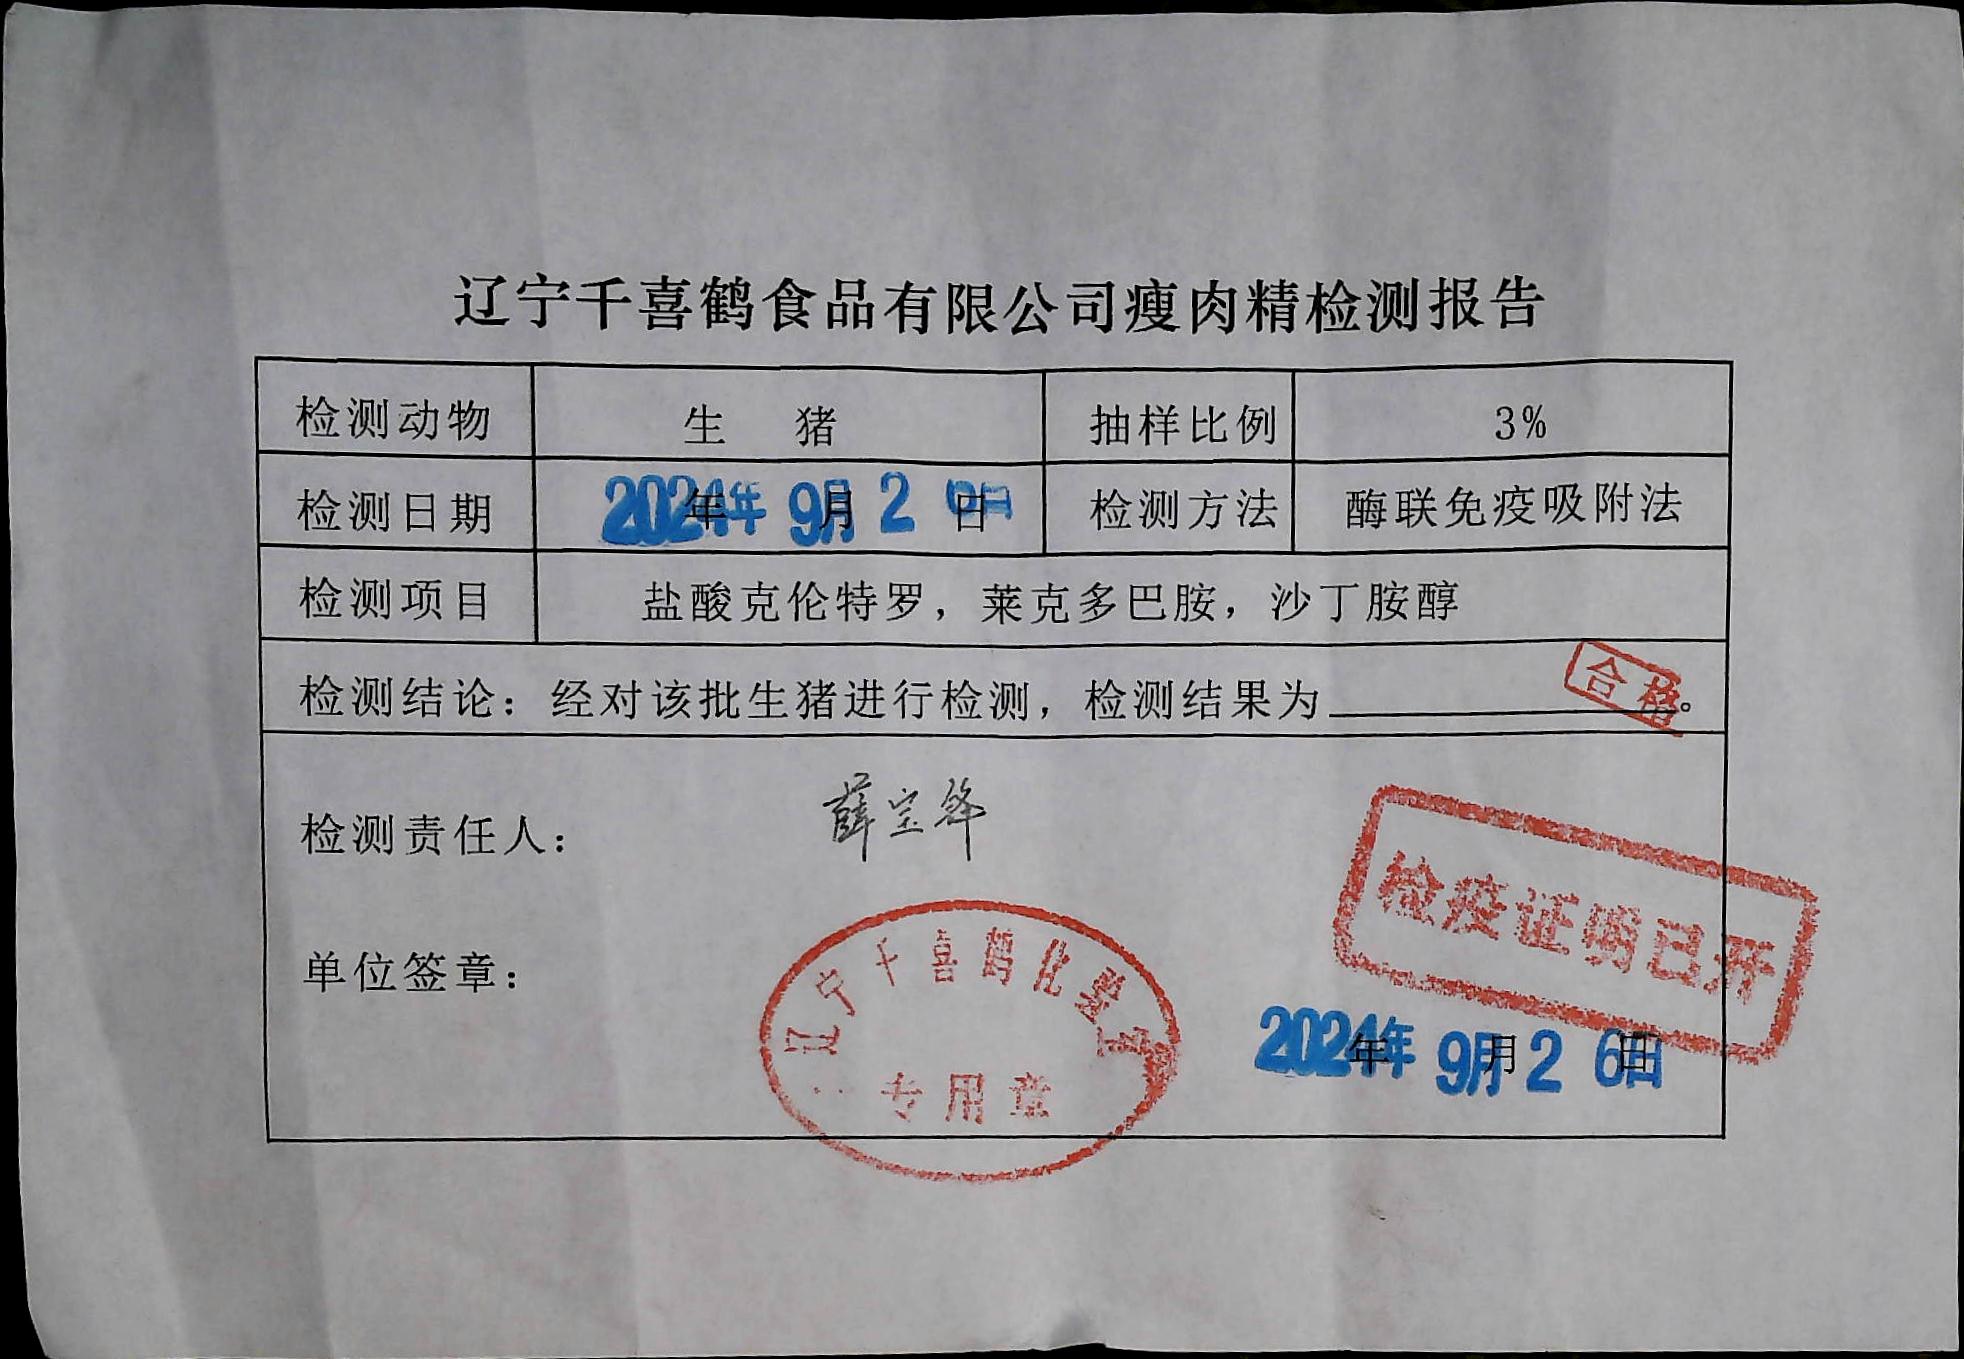 辽宁千喜鹤食品有限公司瘦肉精检测报告
检测动物 生 猪 抽样比例 3%
检测日期 2024年 9月 2 日 检测方法 酶联免疫吸附法
检测项目 盐酸克伦特罗，莱克多巴胺，沙丁胺醇
检测结论：经对该批生猪进行检测，检测结果为 合格 。
检测责任人： 薛宝锋
检疫证明已开
单位签章：
辽宁千喜鹤化验室
专用章
2024年 9月 2 6日